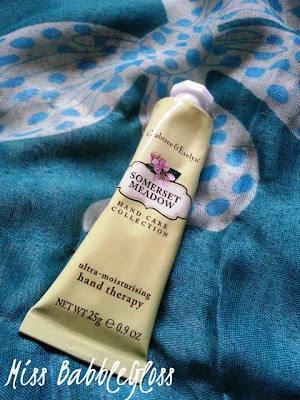 Crabtree & Evelyn®
SOMERSET
MEADOW
HAND CARE
COLLECTION
ultra-moisturising
hand therapy
NET WT. 25g ℮ 0.9 OZ
Miss Babblegloss